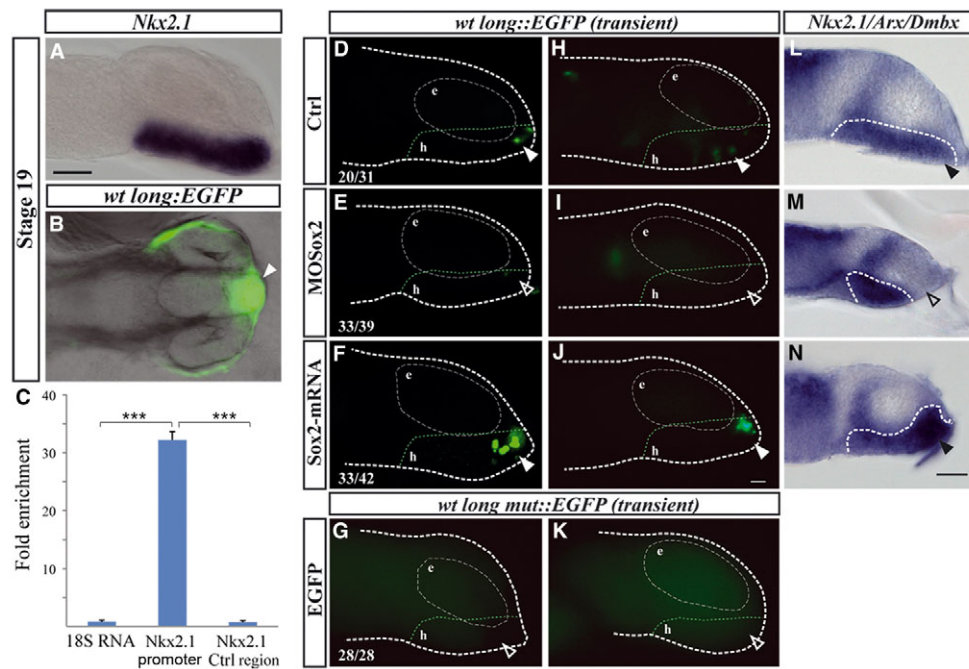 Nkx2.1
wt long::EGFP (transient)
Nkx2.1/Arx/Dmbx
Stage 19
A
wt long:EGFP
B
C
Fold enrichment
40
30
20
10
***
***
18S RNA
Nkx2.1
promoter
Nkx2.1
Ctrl region
Ctrl
D
e
h
20/31
H
e
h
L
MOSox2
E
e
h
33/39
I
e
h
M
Sox2-mRNA
F
e
h
33/42
J
e
h
N
wt long mut::EGFP (transient)
EGFP
G
e
h
28/28
K
e
h